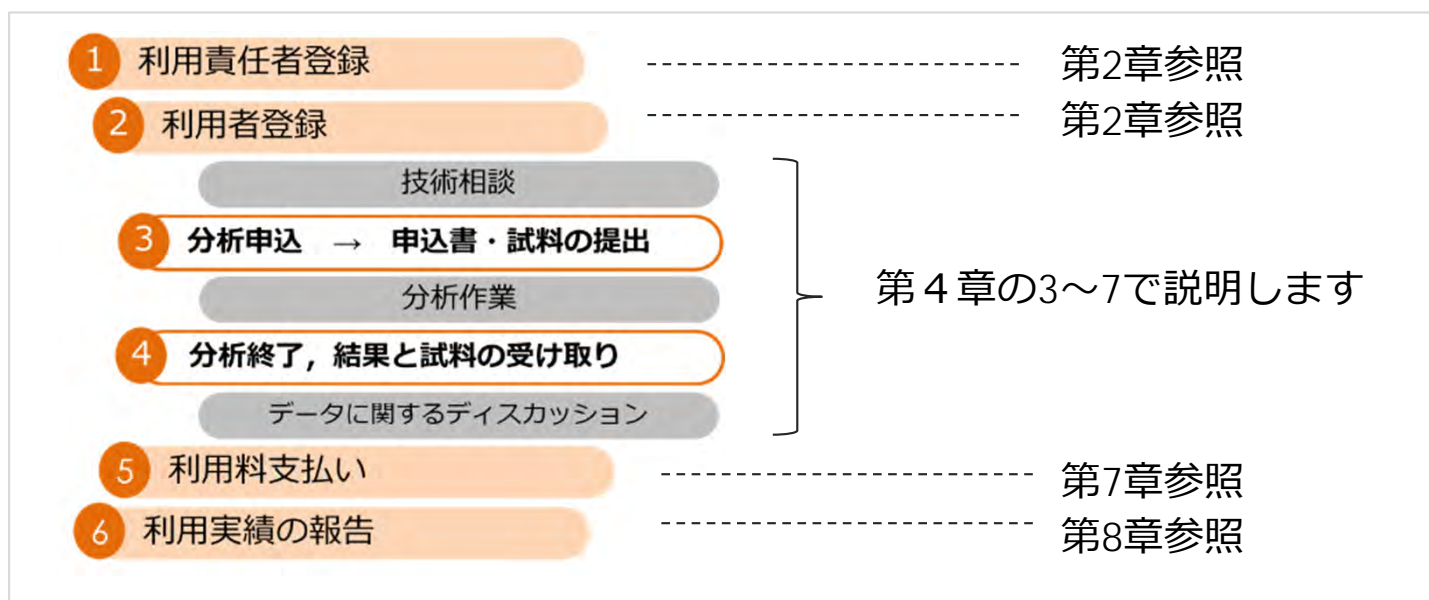 1 利用責任者登録 第2章参照
2 利用者登録 第2章参照
技術相談
3 分析申込 → 申込書・試料の提出
第４章の3～7で説明します
分析作業
4 分析終了，結果と試料の受け取り
データに関するディスカッション
5 利用料支払い 第7章参照
6 利用実績の報告 第8章参照